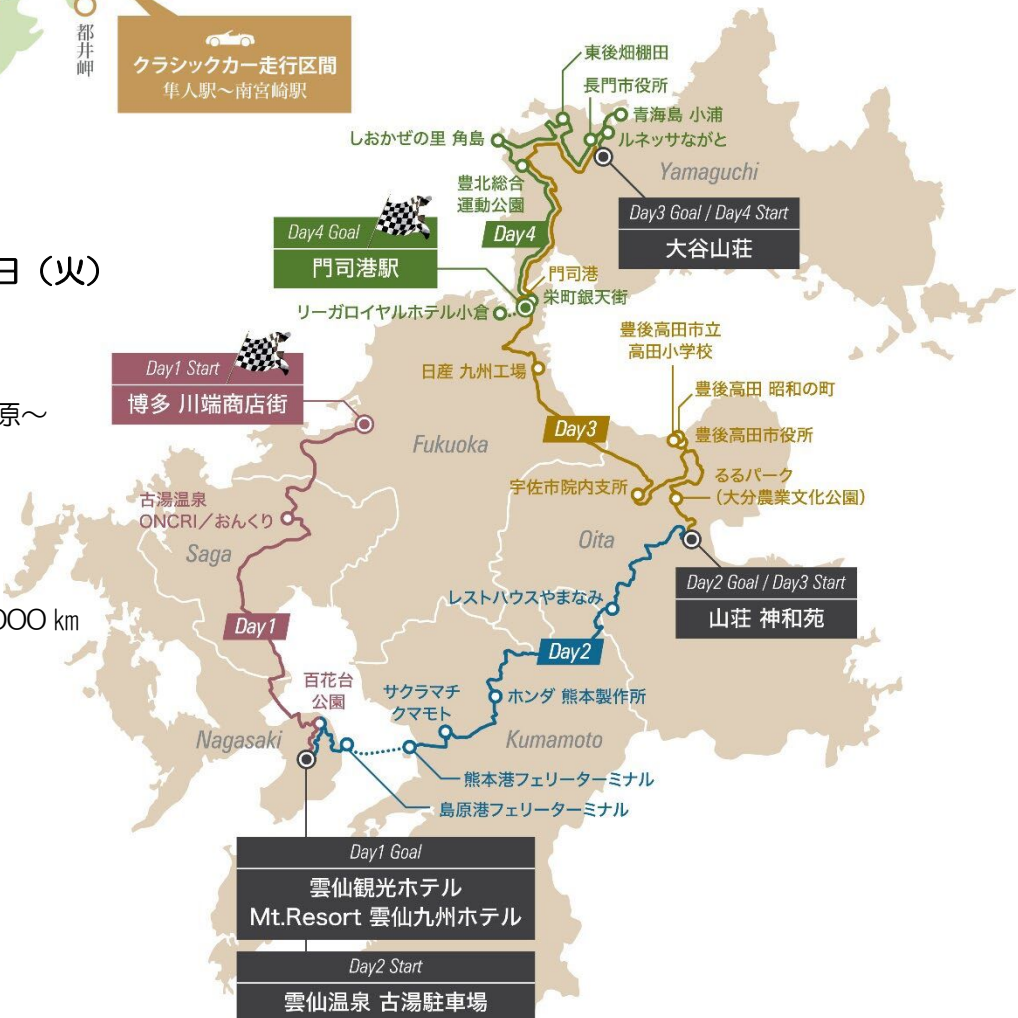 都井岬
クラシックカー走行区間
隼人駅～南宮崎駅
日（火）
原～
000 km
東後畑棚田
長門市役所
青海島 小浦
ルネッサながと
しおかぜの里 角島
豊北総合
運動公園
Yamaguchi
Day3 Goal / Day4 Start
大谷山荘
Day4 Goal
門司港駅
Day4
門司港
栄町銀天街
リーガロイヤルホテル小倉
Day1 Start
博多 川端商店街
日産 九州工場
豊後高田市立
高田小学校
豊後高田 昭和の町
豊後高田市役所
Day3
Fukuoka
宇佐市院内支所
るるパーク
（大分農業文化公園）
古湯温泉
ONCRI／おんくり
Saga
Oita
Day2 Goal / Day3 Start
山荘 神和苑
レストハウスやまなみ
Day1
Day2
百花台
公園
サクラマチ
クマモト
ホンダ 熊本製作所
Nagasaki
Kumamoto
熊本港フェリーターミナル
島原港フェリーターミナル
Day1 Goal
雲仙観光ホテル
Mt.Resort 雲仙九州ホテル
Day2 Start
雲仙温泉 古湯駐車場